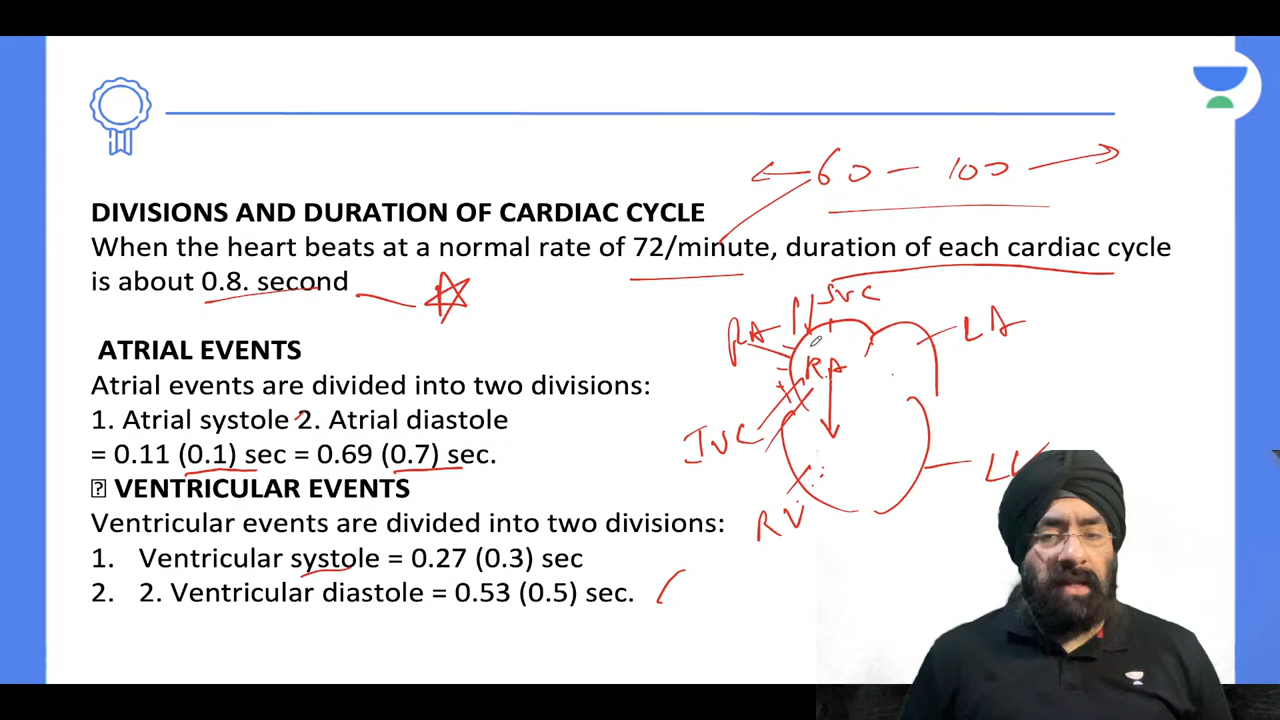 60 - 100
DIVISIONS AND DURATION OF CARDIAC CYCLE
When the heart beats at a normal rate of 72/minute, duration of each cardiac cycle
is about 0.8. second
SVC
RA
LA
RA
ATRIAL EVENTS
Atrial events are divided into two divisions:
1. Atrial systole 2. Atrial diastole
IVC
= 0.11 (0.1) sec = 0.69 (0.7) sec.
VENTRICULAR EVENTS
Ventricular events are divided into two divisions:
RV
1. Ventricular systole = 0.27 (0.3) sec
2. 2. Ventricular diastole = 0.53 (0.5) sec.